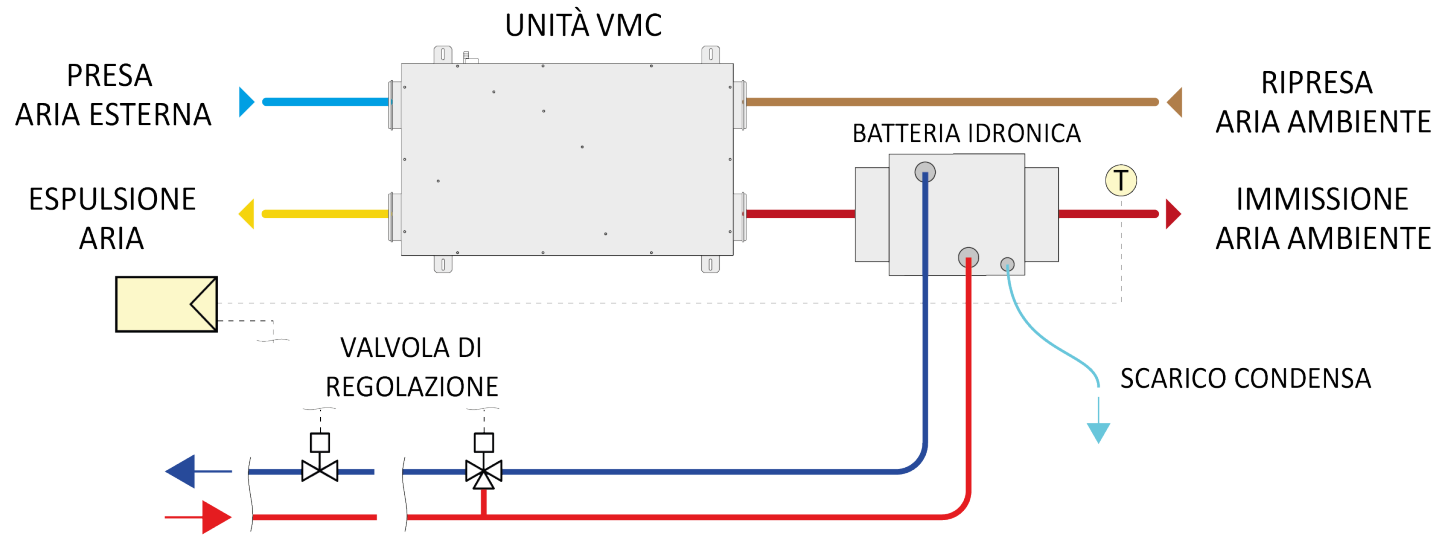 UNITÀ VMC
PRESA
ARIA ESTERNA
RIPRESA
ARIA AMBIENTE
BATTERIA IDRONICA
T
ESPULSIONE
ARIA
IMMISSIONE
ARIA AMBIENTE
VALVOLA DI
REGOLAZIONE
SCARICO CONDENSA